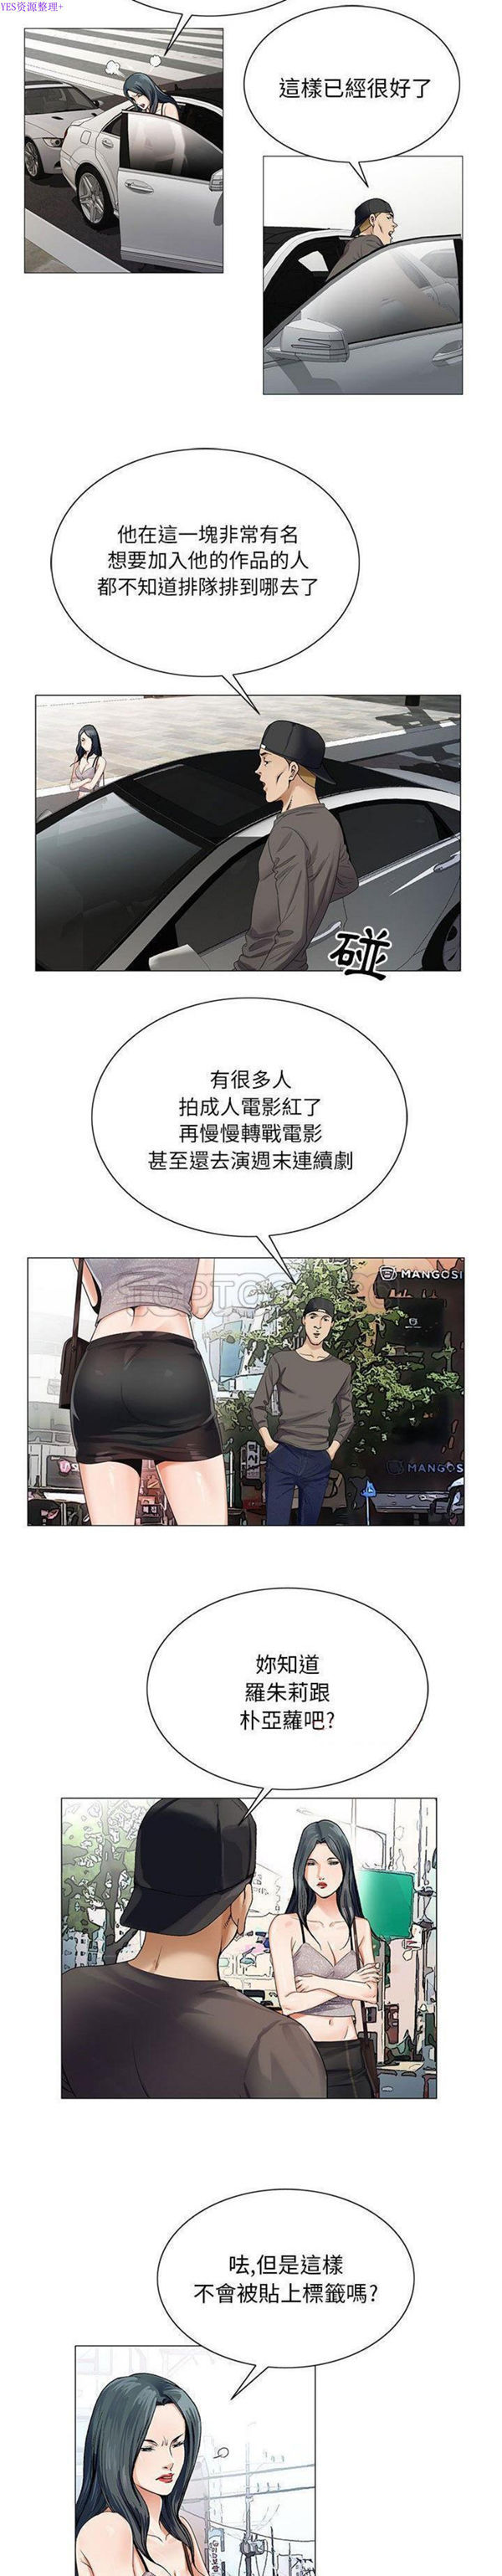 YES资源整理+
這樣已經很好了
他在這一塊非常有名
想要加入他的作品的人
都不知道排隊排到哪去了
碰
有很多人
拍成人電影紅了
再慢慢轉戰電影
甚至還去演週末連續劇
MANGOSI
MANGOSI
妳知道
羅朱莉跟
朴亞蘿吧?
呿,但是這樣
不會被貼上標籤嗎?